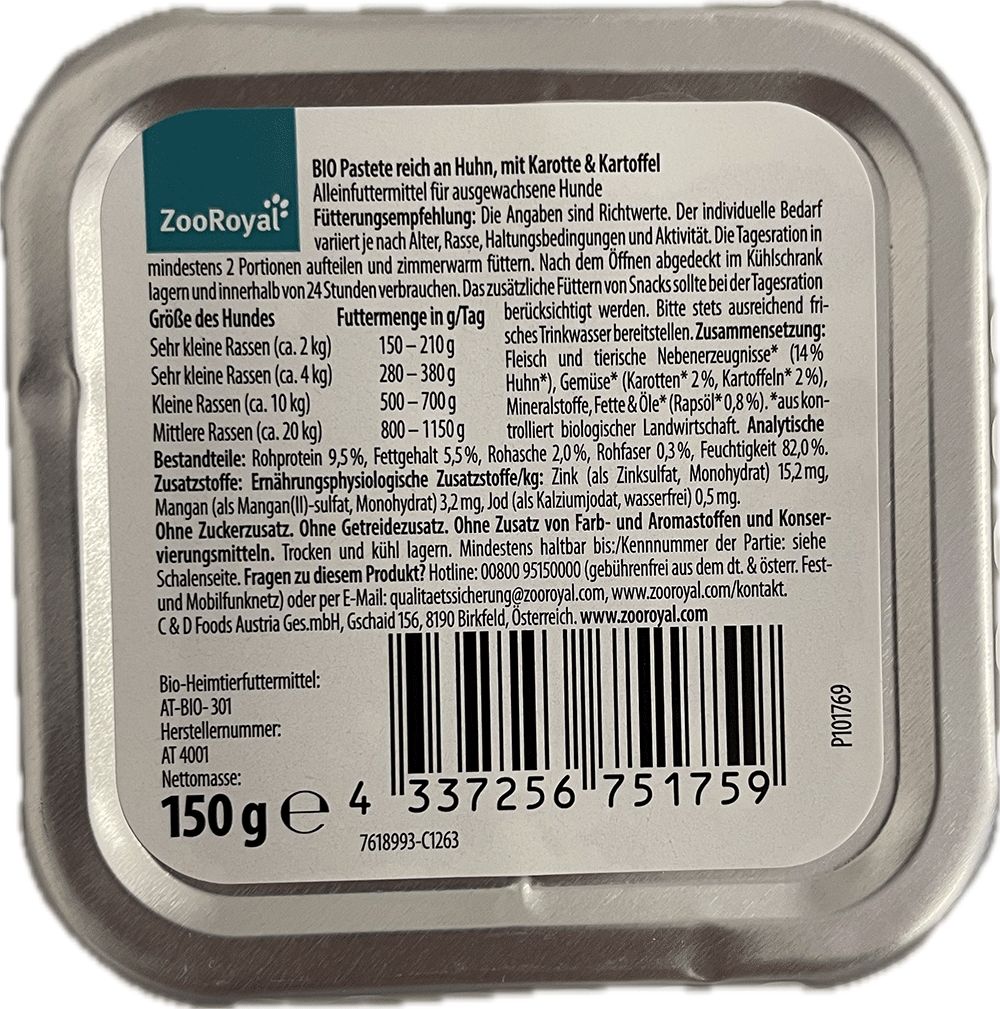 ZooRoyal
BIO Pastete reich an Huhn, mit Karotte & Kartoffel
Alleinfuttermittel für ausgewachsene Hunde
Fütterungsempfehlung: Die Angaben sind Richtwerte. Der individuelle Bedarf
variiert je nach Alter, Rasse, Haltungsbedingungen und Aktivität. Die Tagesration in
mindestens 2 Portionen aufteilen und zimmerwarm füttern. Nach dem Öffnen abgedeckt im Kühlschrank
lagern und innerhalb von 24 Stunden verbrauchen. Das zusätzliche Füttern von Snacks sollte bei der Tagesration
Größe des Hundes Futtermenge in g/Tag
Sehr kleine Rassen (ca. 2 kg) 150 – 210 g
Sehr kleine Rassen (ca. 4 kg) 280 – 380 g
Kleine Rassen (ca. 10 kg) 500 – 700 g
Mittlere Rassen (ca. 20 kg) 800 – 1150 g
berücksichtigt werden. Bitte stets ausreichend fri-
sches Trinkwasser bereitstellen. Zusammensetzung:
Fleisch und tierische Nebenerzeugnisse* (14 %
Huhn*), Gemüse* (Karotten* 2 %, Kartoffeln* 2 %),
Mineralstoffe, Fette & Öle* (Rapsöl* 0,8 %). *aus kon-
trolliert biologischer Landwirtschaft. Analytische
Bestandteile: Rohprotein 9,5 %, Fettgehalt 5,5 %, Rohasche 2,0 %, Rohfaser 0,3 %, Feuchtigkeit 82,0 %.
Zusatzstoffe: Ernährungsphysiologische Zusatzstoffe/kg: Zink (als Zinksulfat, Monohydrat) 15,2 mg,
Mangan (als Mangan(II)-sulfat, Monohydrat) 3,2 mg, Jod (als Kalziumjodat, wasserfrei) 0,5 mg.
Ohne Zuckerzusatz. Ohne Getreidezusatz. Ohne Zusatz von Farb- und Aromastoffen und Konser-
vierungsmitteln. Trocken und kühl lagern. Mindestens haltbar bis:/Kennnummer der Partie: siehe
Schalenseite. Fragen zu diesem Produkt? Hotline: 00800 95150000 (gebührenfrei aus dem dt. & österr. Fest-
und Mobilfunknetz) oder per E-Mail: qualitaetssicherung@zooroyal.com, www.zooroyal.com/kontakt.
C & D Foods Austria Ges.mbH, Gschaid 156, 8190 Birkfeld, Österreich. www.zooroyal.com
Bio-Heimtierfuttermittel:
AT-BIO-301
Herstellernummer:
AT 4001
Nettomasse:
150 g ℮
4 337256 751759
7618993-C1263
P101769